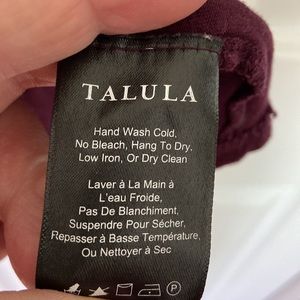 TALULA
Hand Wash Cold,
No Bleach, Hang To Dry.
Low Iron, Or Dry Clean
Laver à La Main à
L'eau Froide,
Pas De Blanchiment,
Suspendre Pour Sécher,
Repasser à Basse Température,
Ou Nettoyer à Sec
P